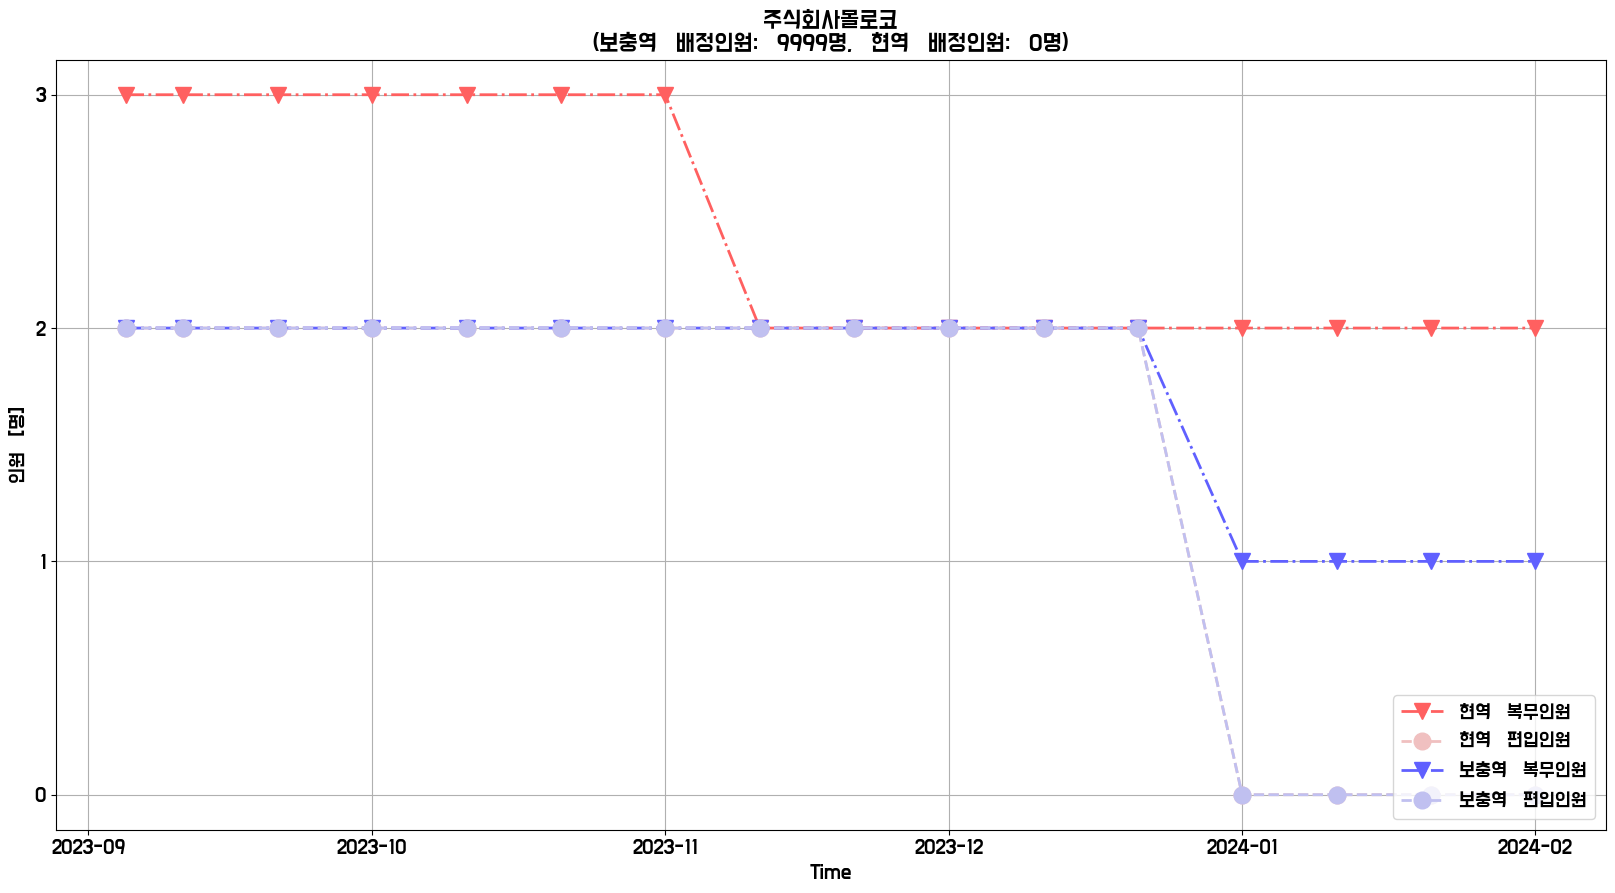 주식회사몰로코
(보충역 배정인원: 9999명, 현역 배정인원: 0명)
3
2
1
0
인원 [명]
현역 복무인원
현역 편입인원
보충역 복무인원
보충역 편입인원
2023-09
2023-10
2023-11
2023-12
2024-01
2024-02
Time